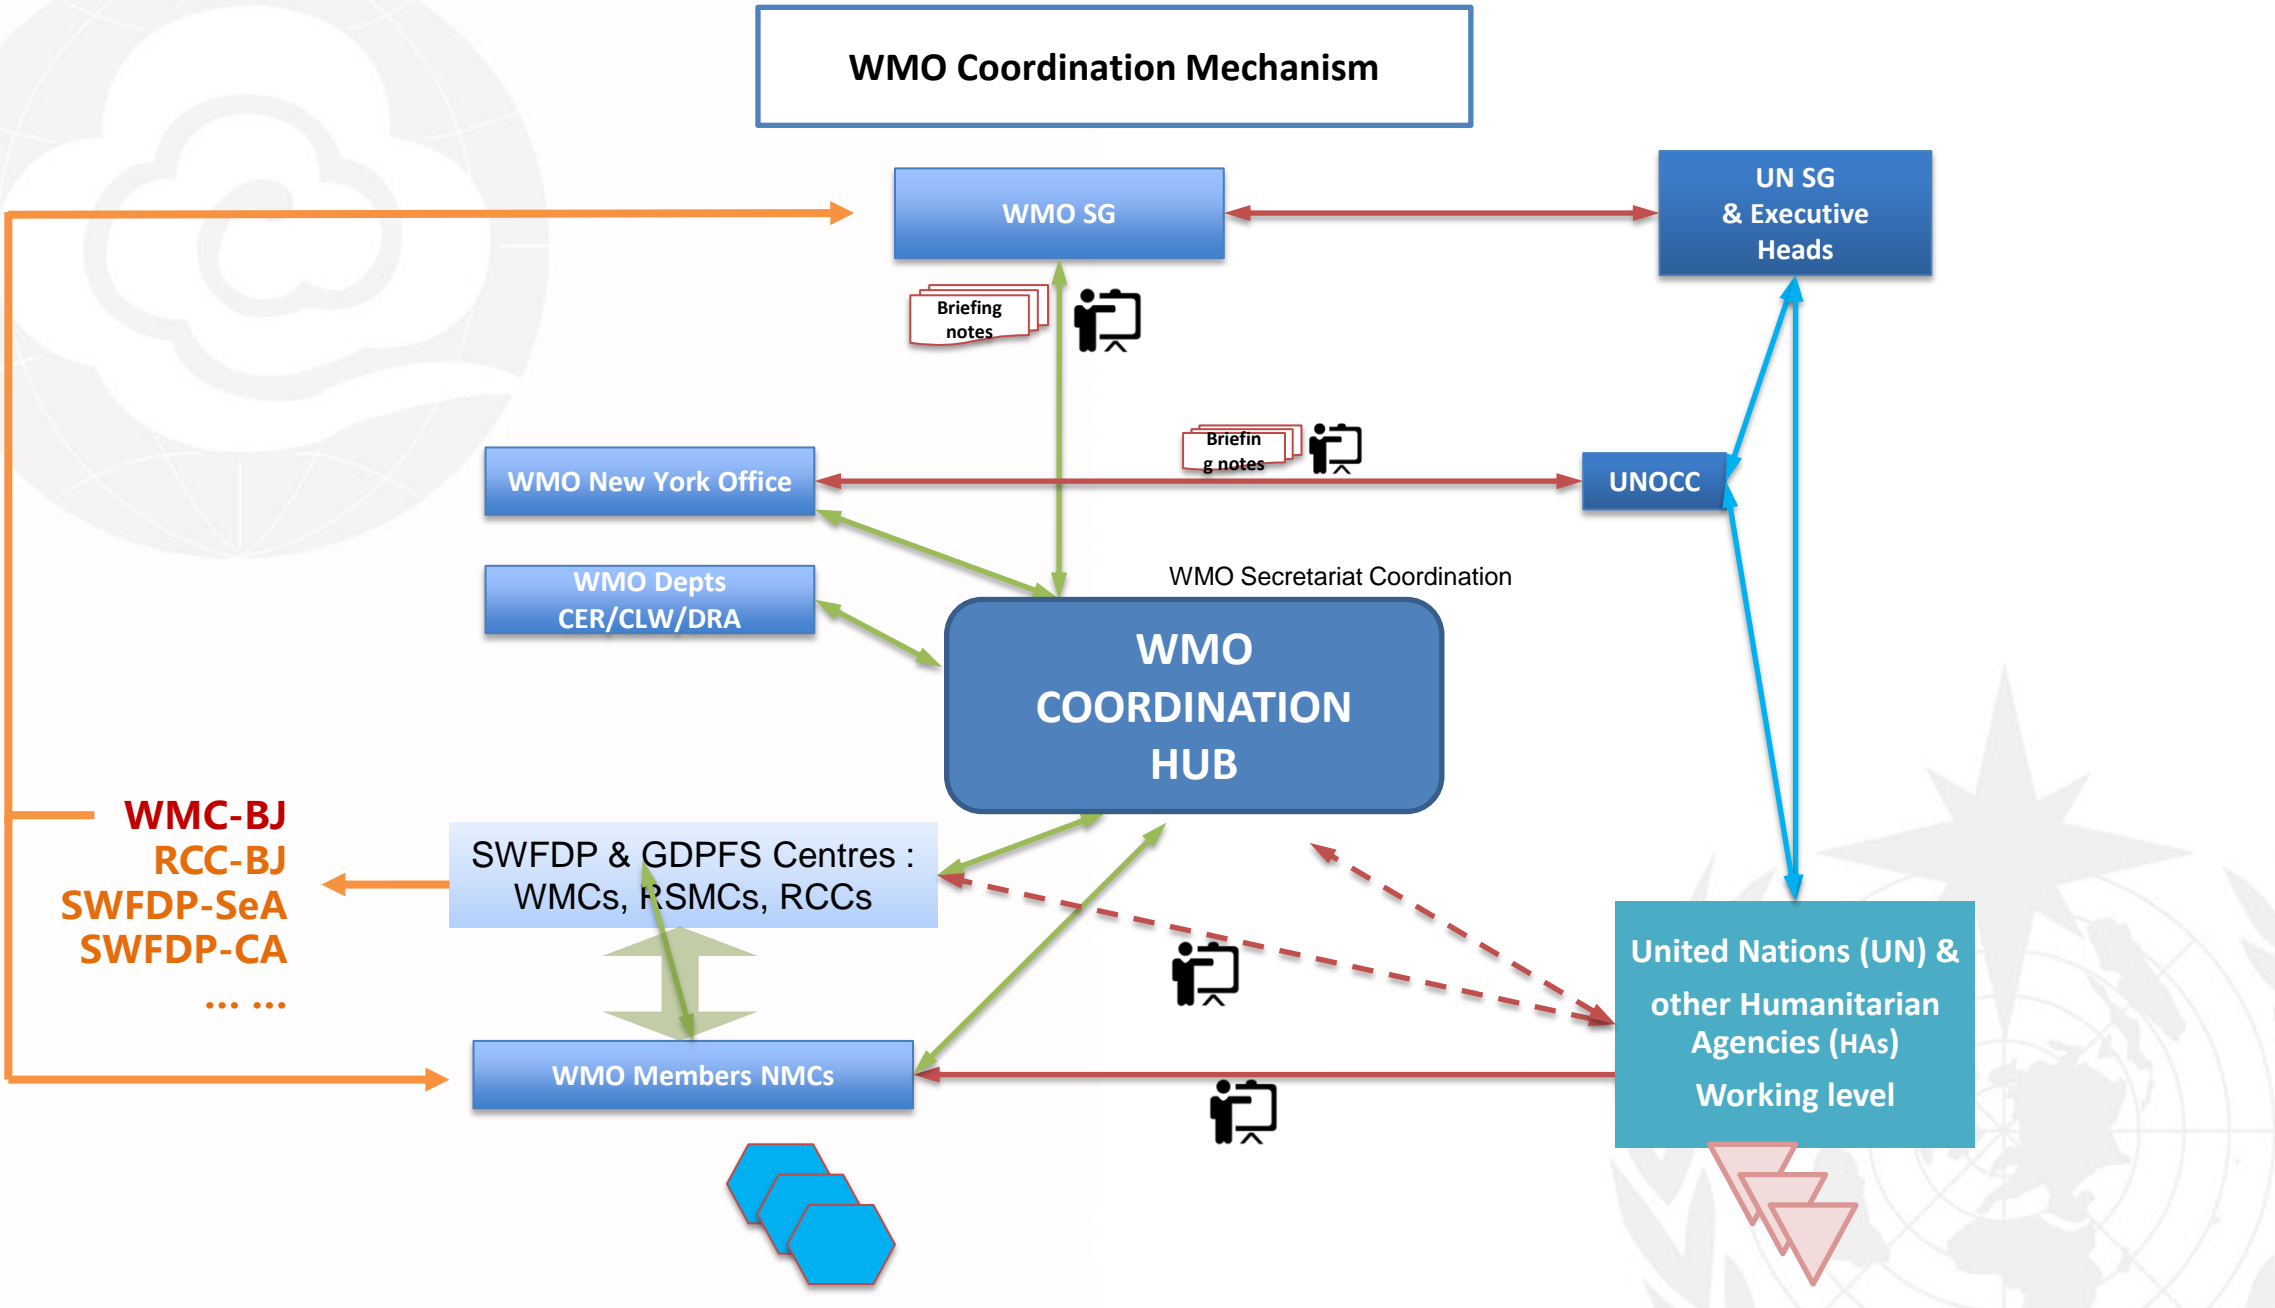 WMO Coordination Mechanism
WMO SG
UN SG
& Executive
Heads
Briefing
notes
Briefin
g notes
WMO New York Office
UNOCC
WMO Depts
CER/CLW/DRA
WMO Secretariat Coordination
WMO
COORDINATION
HUB
WMC-BJ
RCC-BJ
SWFDP-SeA
SWFDP-CA
... ...
SWFDP & GDPFS Centres :
WMCs, RSMCs, RCCs
United Nations (UN) &
other Humanitarian
Agencies (HAs)
Working level
WMO Members NMCs